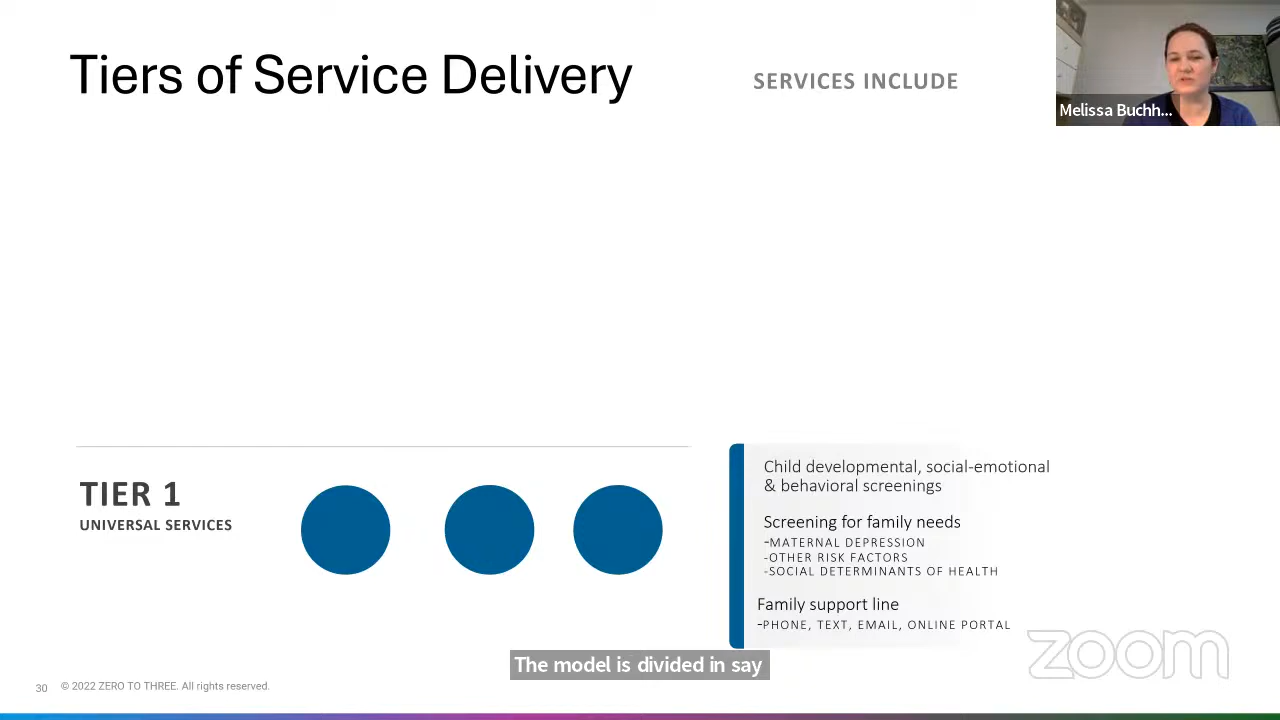 Tiers of Service Delivery
SERVICES INCLUDE
Melissa Buchh...
TIER 1
UNIVERSAL SERVICES
Child developmental, social-emotional
& behavioral screenings
Screening for family needs
-MATERNAL DEPRESSION
-OTHER RISK FACTORS
-SOCIAL DETERMINANTS OF HEALTH
Family support line
-PHONE, TEXT, EMAIL, ONLINE PORTAL
zoom
The model is divided in say
30 © 2022 ZERO TO THREE. All rights reserved.